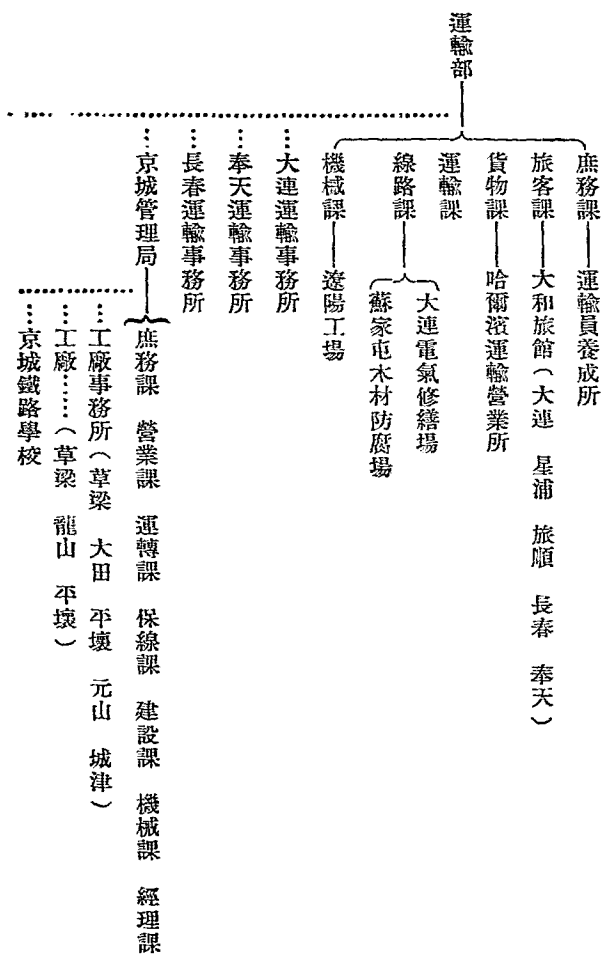 運輸部
庶務課——運輸員養成所
旅客課——大和旅館（大連 星浦 旅順 長春 奉天）
貨物課——哈爾濱運輸營業所
運輸課
線路課
大連電氣修繕場
蘇家屯木材防腐場
機械課——遼陽工場
大連運輸事務所
奉天運輸事務所
長春運輸事務所
京城管理局
庶務課 營業課 運轉課 保線課 建設課 機械課 經理課
工廠事務所（草梁 大田 平壤 元山 城津）
工廠……（草梁 龍山 平壤）
京城鐵路學校